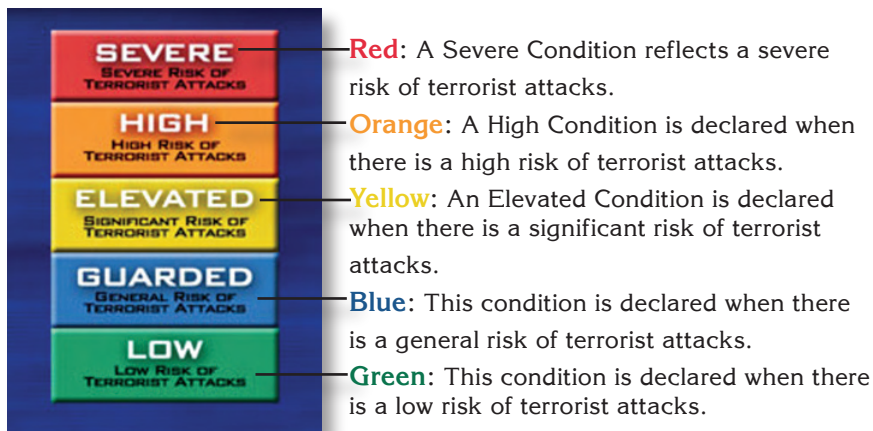 SEVERE
SEVERE RISK OF
TERRORIST ATTACKS
HIGH
HIGH RISK OF
TERRORIST ATTACKS
ELEVATED
SIGNIFICANT RISK OF
TERRORIST ATTACKS
GUARDED
GENERAL RISK OF
TERRORIST ATTACKS
LOW
LOW RISK OF
TERRORIST ATTACKS
Red: A Severe Condition reflects a severe
risk of terrorist attacks.
Orange: A High Condition is declared when
there is a high risk of terrorist attacks.
Yellow: An Elevated Condition is declared
when there is a significant risk of terrorist
attacks.
Blue: This condition is declared when there
is a general risk of terrorist attacks.
Green: This condition is declared when there
is a low risk of terrorist attacks.